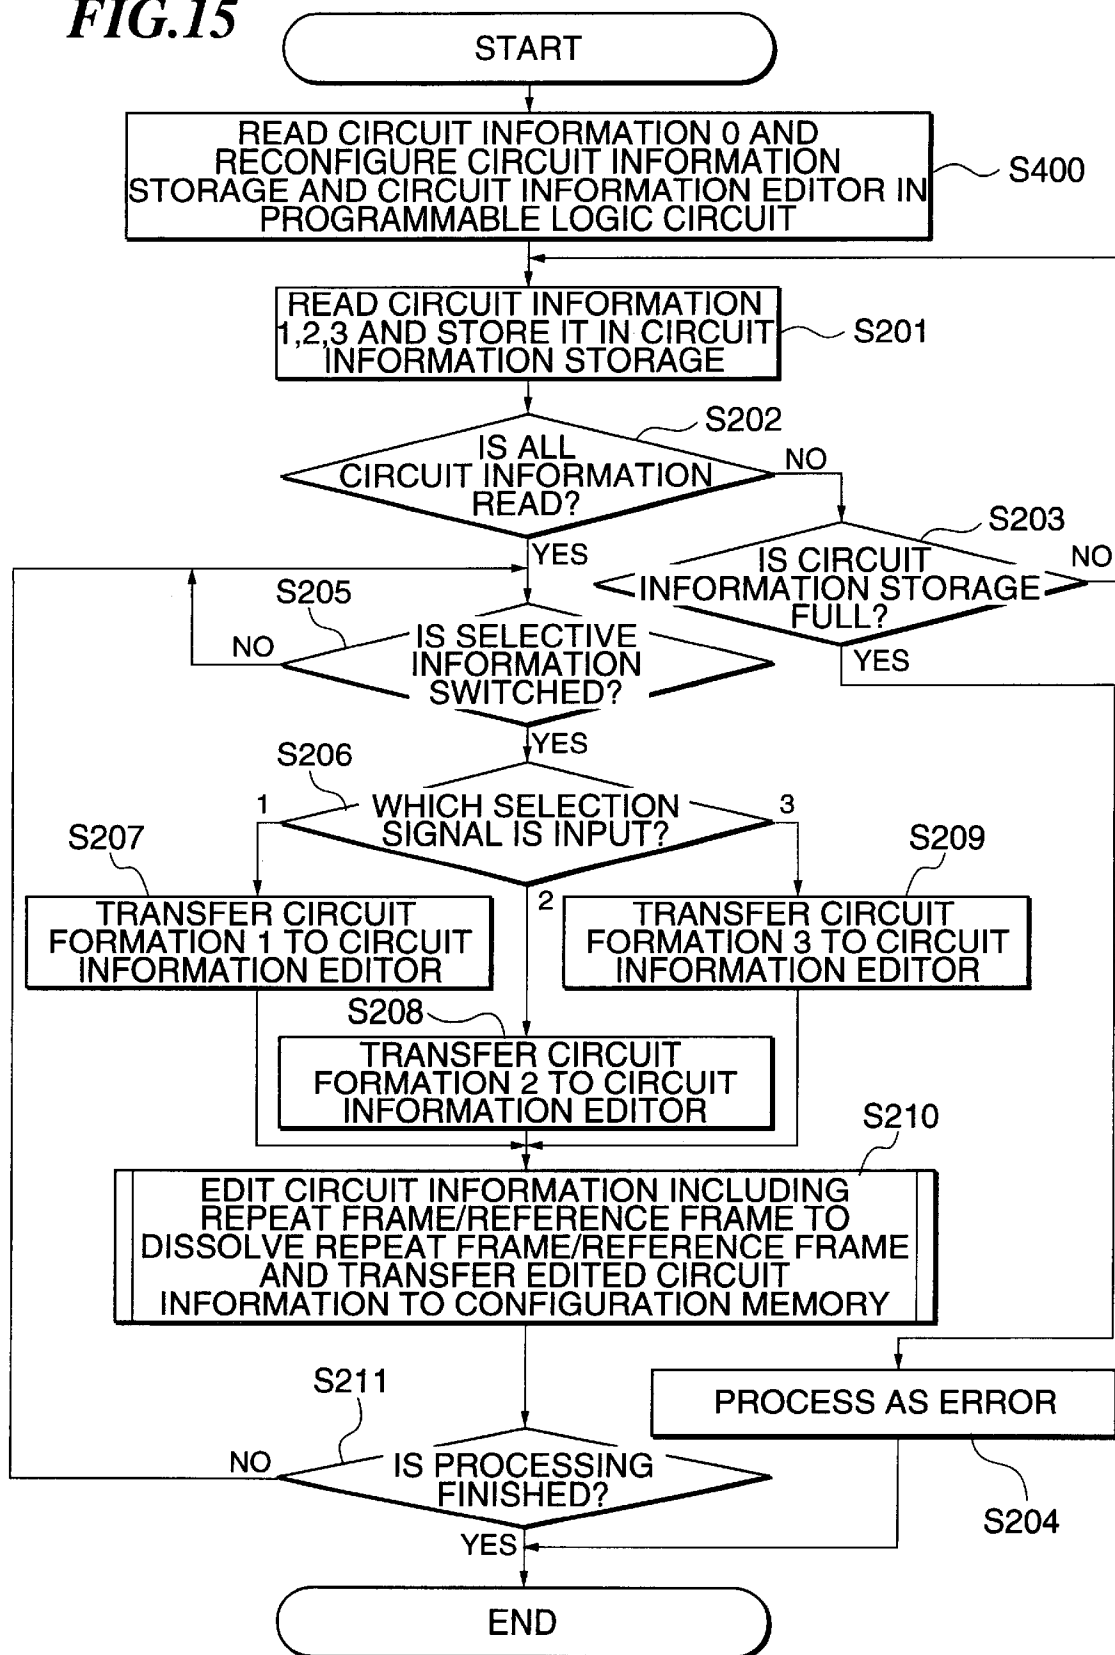 FIG.15
START
READ CIRCUIT INFORMATION 0 AND
RECONFIGURE CIRCUIT INFORMATION
STORAGE AND CIRCUIT INFORMATION EDITOR IN
PROGRAMMABLE LOGIC CIRCUIT
S400
READ CIRCUIT INFORMATION
1,2,3 AND STORE IT IN CIRCUIT
INFORMATION STORAGE
S201
S202
IS ALL
CIRCUIT INFORMATION
READ?
NO
YES
S203
IS CIRCUIT
INFORMATION STORAGE
FULL?
NO
YES
S205
IS SELECTIVE
INFORMATION
SWITCHED?
NO
YES
S206
WHICH SELECTION
SIGNAL IS INPUT?
1
3
2
S207
TRANSFER CIRCUIT
FORMATION 1 TO CIRCUIT
INFORMATION EDITOR
S209
TRANSFER CIRCUIT
FORMATION 3 TO CIRCUIT
INFORMATION EDITOR
S208
TRANSFER CIRCUIT
FORMATION 2 TO CIRCUIT
INFORMATION EDITOR
S210
EDIT CIRCUIT INFORMATION INCLUDING
REPEAT FRAME/REFERENCE FRAME TO
DISSOLVE REPEAT FRAME/REFERENCE FRAME
AND TRANSFER EDITED CIRCUIT
INFORMATION TO CONFIGURATION MEMORY
S211
IS PROCESSING
FINISHED?
NO
YES
PROCESS AS ERROR
S204
END